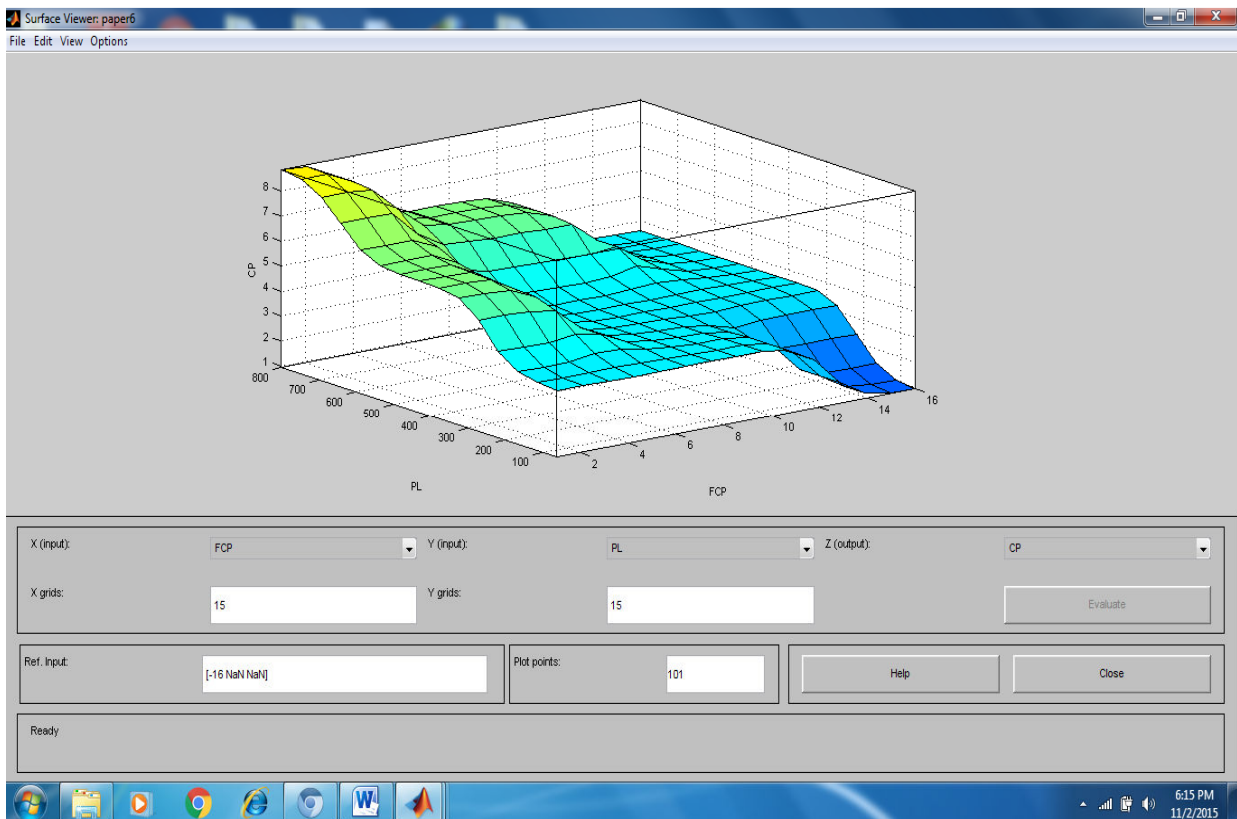 Surface Viewer: paper6
File Edit View Options
8
7
6
5
4
3
2
1
CP
800
700
600
500
400
300
200
100
PL
2
4
6
8
10
12
14
16
FCP
X (input): FCP Y (input): PL Z (output): CP
X grids: 15 Y grids: 15 Evaluate
Ref. Input: [-16 NaN NaN] Plot points: 101 Help Close
Ready
6:15 PM
11/2/2015